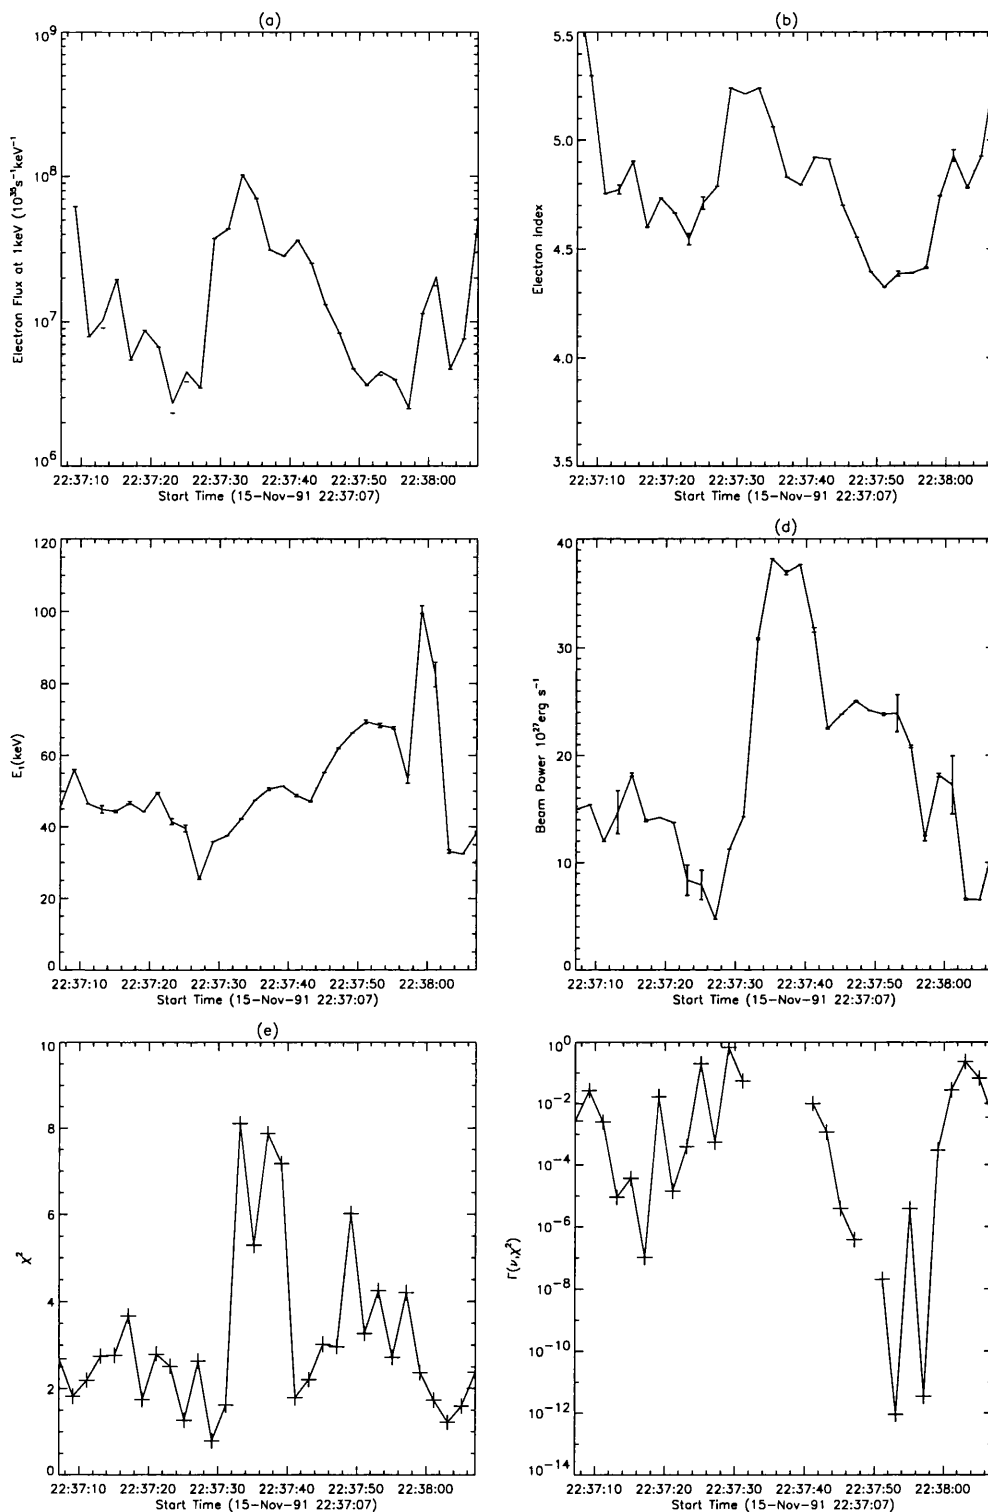 (a)
10⁹
10⁸
10⁷
10⁶
Electron Flux at 1keV (10³⁵s⁻¹keV⁻¹)
22:37:10 22:37:20 22:37:30 22:37:40 22:37:50 22:38:00
Start Time (15-Nov-91 22:37:07)
(b)
5.5
5.0
4.5
4.0
3.5
Electron Index
22:37:10 22:37:20 22:37:30 22:37:40 22:37:50 22:38:00
Start Time (15-Nov-91 22:37:07)
120
100
80
60
40
20
0
E₁(keV)
22:37:10 22:37:20 22:37:30 22:37:40 22:37:50 22:38:00
Start Time (15-Nov-91 22:37:07)
(d)
40
30
20
10
0
Beam Power 10²⁷erg s⁻¹
22:37:10 22:37:20 22:37:30 22:37:40 22:37:50 22:38:00
Start Time (15-Nov-91 22:37:07)
(e)
10
8
6
4
2
0
χ²
22:37:10 22:37:20 22:37:30 22:37:40 22:37:50 22:38:00
Start Time (15-Nov-91 22:37:07)
10⁰
10⁻²
10⁻⁴
10⁻⁶
10⁻⁸
10⁻¹⁰
10⁻¹²
10⁻¹⁴
Γ(ν,χ²)
22:37:10 22:37:20 22:37:30 22:37:40 22:37:50 22:38:00
Start Time (15-Nov-91 22:37:07)